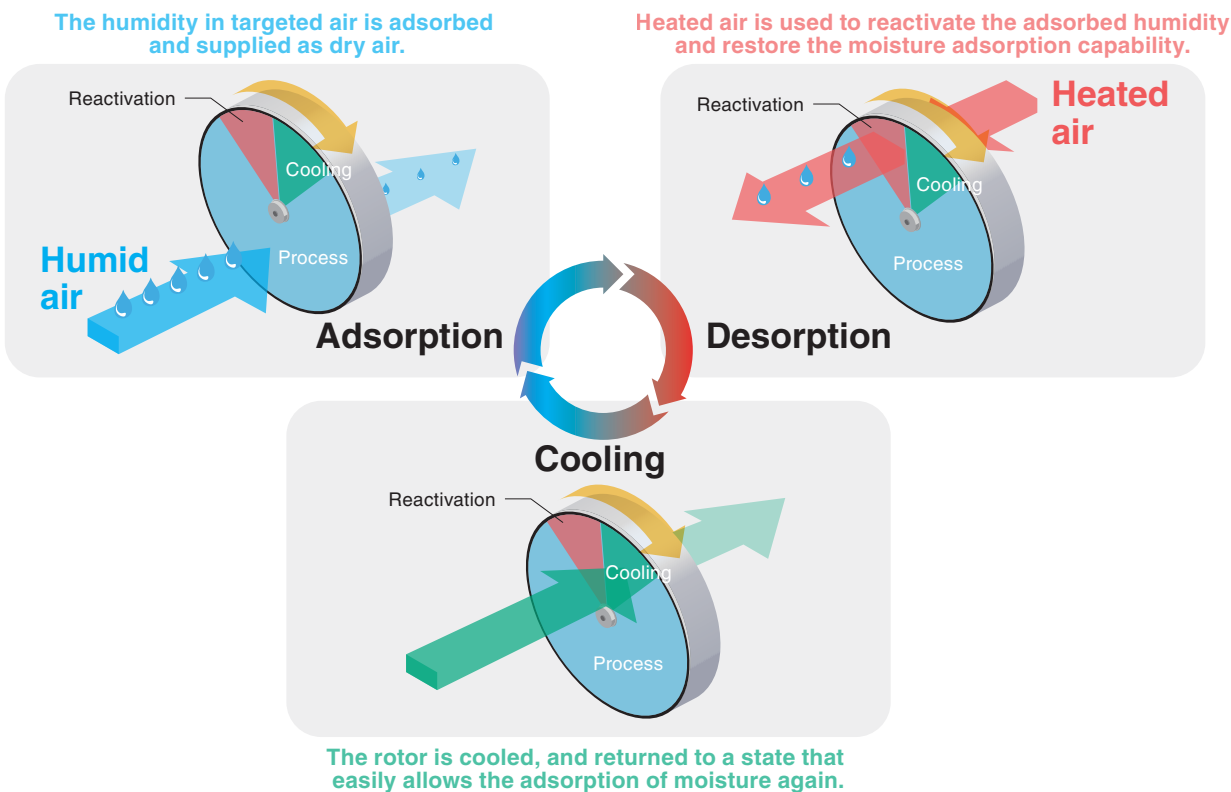 The humidity in targeted air is adsorbed
and supplied as dry air.
Reactivation
Cooling
Process
Humid
air
Adsorption
Heated air is used to reactivate the adsorbed humidity
and restore the moisture adsorption capability.
Reactivation
Heated
air
Cooling
Process
Desorption
Cooling
Reactivation
Cooling
Process
The rotor is cooled, and returned to a state that
easily allows the adsorption of moisture again.